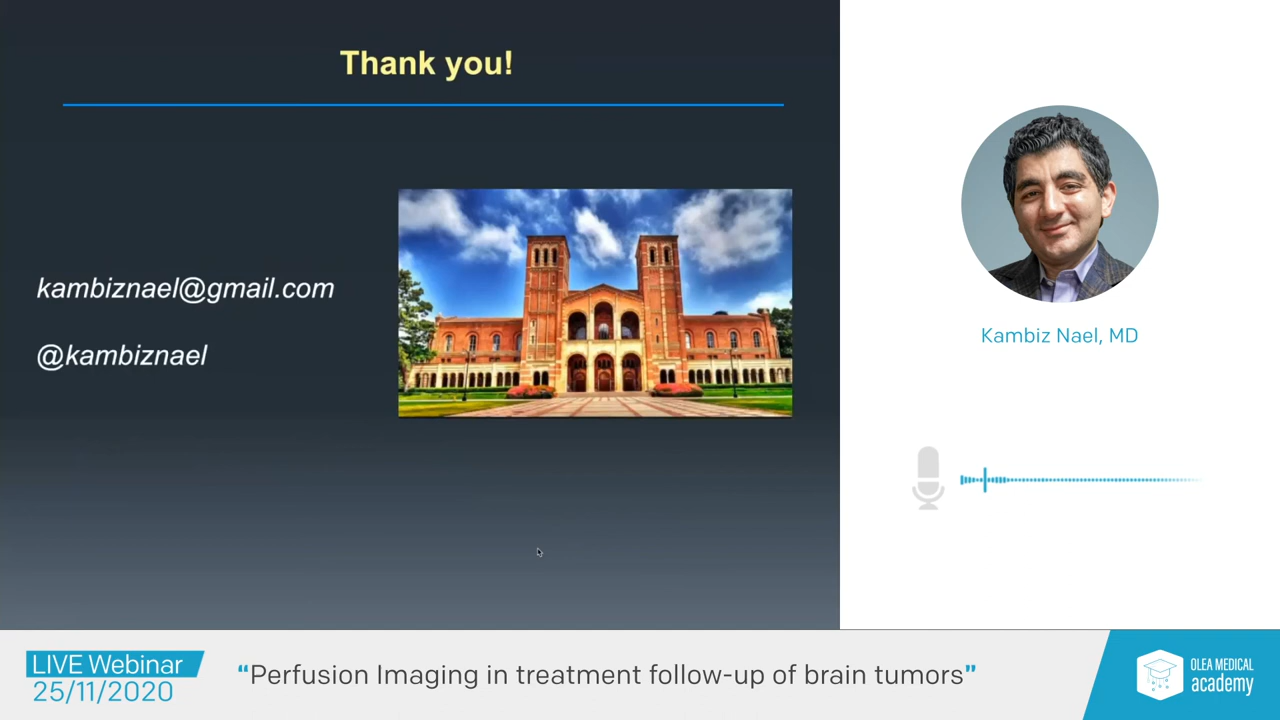 Thank you!
kambiznael@gmail.com
@kambiznael
Kambiz Nael, MD
LIVE Webinar
25/11/2020
“Perfusion Imaging in treatment follow-up of brain tumors”
OLEA MEDICAL
academy